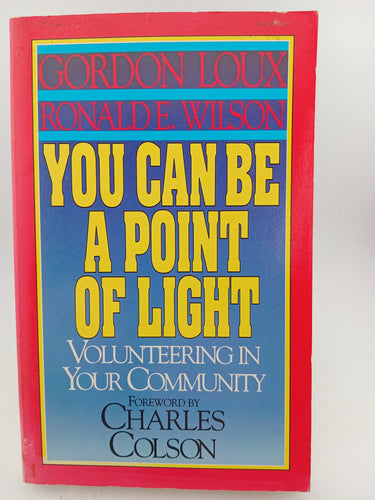 GORDON LOUX
RONALD E. WILSON
YOU CAN BE
A POINT
OF LIGHT
VOLUNTEERING IN
YOUR COMMUNITY
FOREWORD BY
CHARLES
COLSON